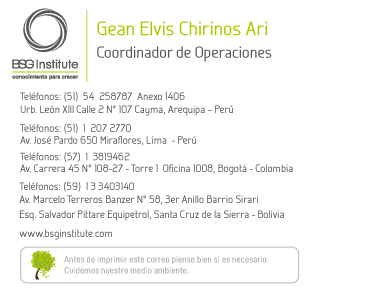 BSG Institute
conocimiento para crecer
Gean Elvis Chirinos Ari
Coordinador de Operaciones
Teléfonos: (51) 54 258787 Anexo 1406
Urb. León XIII Calle 2 N° 107 Cayma, Arequipa – Perú
Teléfonos: (51) 1 207 2770
Av. José Pardo 650 Miraflores, Lima - Perú
Teléfonos: (57) 1 3819462
Av. Carrera 45 N° 108-27 - Torre 1 Oficina 1008, Bogotá - Colombia
Teléfonos: (59) 1 3 3403140
Av. Marcelo Terreros Banzer N° 58, 3er Anillo Barrio Sirari
Esq. Salvador Pittare Equipetrol, Santa Cruz de la Sierra - Bolivia
www.bsginstitute.com
Antes de imprimir este correo piense bien si es necesario.
Cuidemos nuestro medio ambiente.